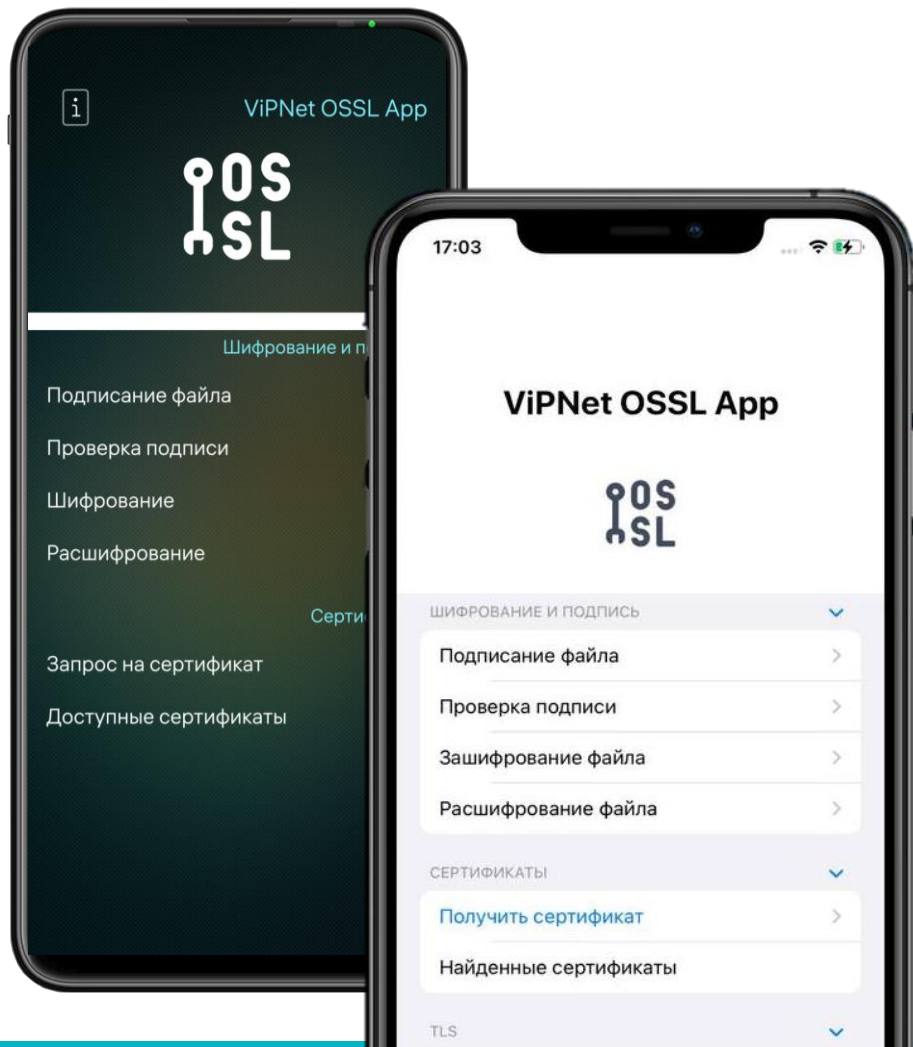 i
ViPNet OSSL App
OS
SL
Шифрование и п
Подписание файла
Проверка подписи
Шифрование
Расшифрование
Серти
Запрос на сертификат
Доступные сертификаты
17:03
ViPNet OSSL App
OS
SL
ШИФРОВАНИЕ И ПОДПИСЬ
Подписание файла
Проверка подписи
Зашифрование файла
Расшифрование файла
СЕРТИФИКАТЫ
Получить сертификат
Найденные сертификаты
TLS